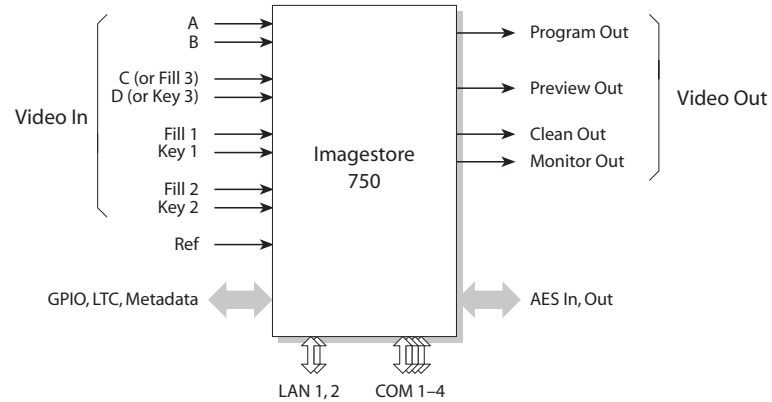 A
B
C (or Fill 3)
D (or Key 3)
Video In
Fill 1
Key 1
Fill 2
Key 2
Ref
GPIO, LTC, Metadata
Imagestore
750
Program Out
Preview Out
Video Out
Clean Out
Monitor Out
AES In, Out
LAN 1, 2
COM 1–4